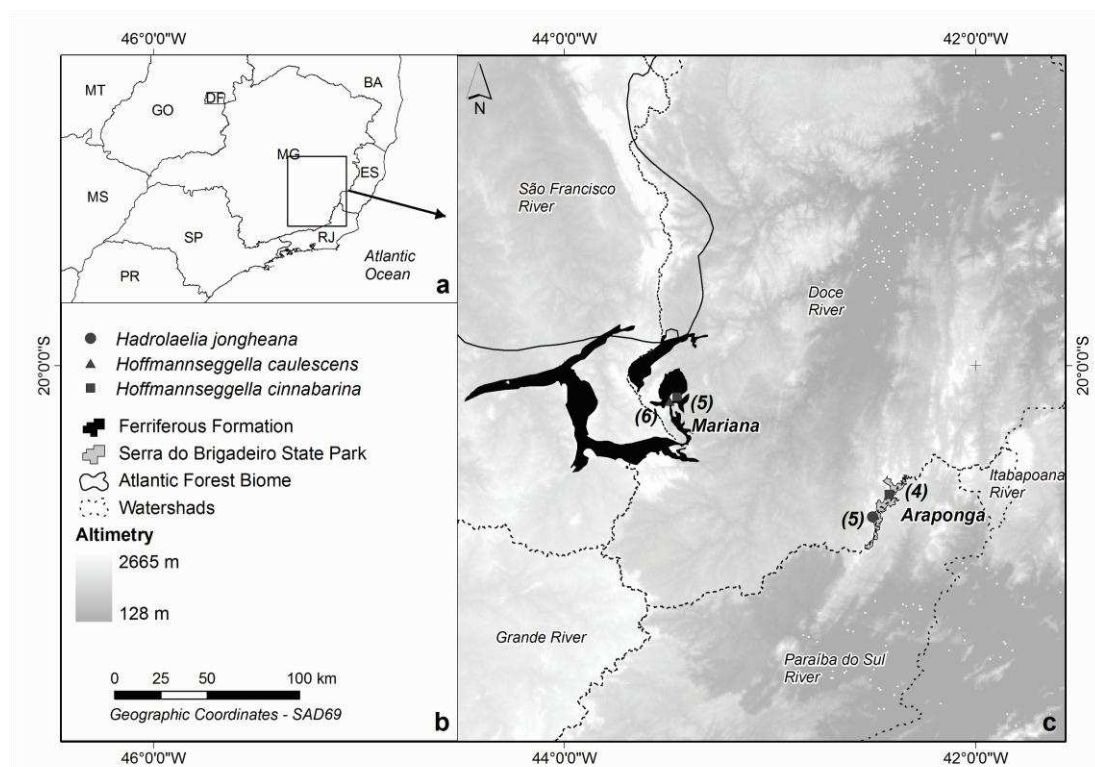 46°0'0"W
44°0'0"W
42°0'0"W
MT
GO
DF
BA
MG
ES
MS
SP
RJ
PR
Atlantic
Ocean
a
Hadrolaelia jongheana
Hoffmannseggella caulescens
Hoffmannseggella cinnabarina
Ferriferous Formation
Serra do Brigadeiro State Park
Atlantic Forest Biome
Watershads
Altimetry
2665 m
128 m
0 25 50 100 km
Geographic Coordinates - SAD69
b
N
São Francisco
River
Doce
River
20°0'0"S
20°0'0"S
(5)
(6)
Mariana
Itabapoana
River
(4)
(5)
Araponga
Grande River
Paraíba do Sul
River
c
46°0'0"W
44°0'0"W
42°0'0"W